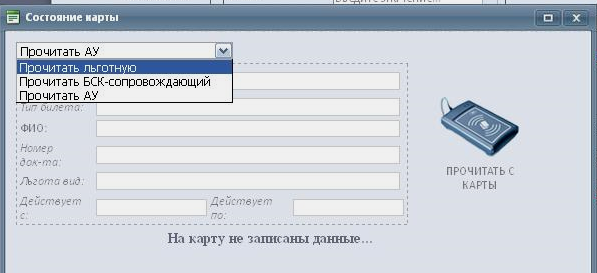 Состояние карты
Прочитать АУ
Прочитать льготную
Прочитать БСК-сопровождающий
Прочитать АУ
Тип билета:
ФИО:
Номер
док-та:
Льгота вид:
Действует
с:
Действует
по:
ПРОЧИТАТЬ С
КАРТЫ
На карту не записаны данные...